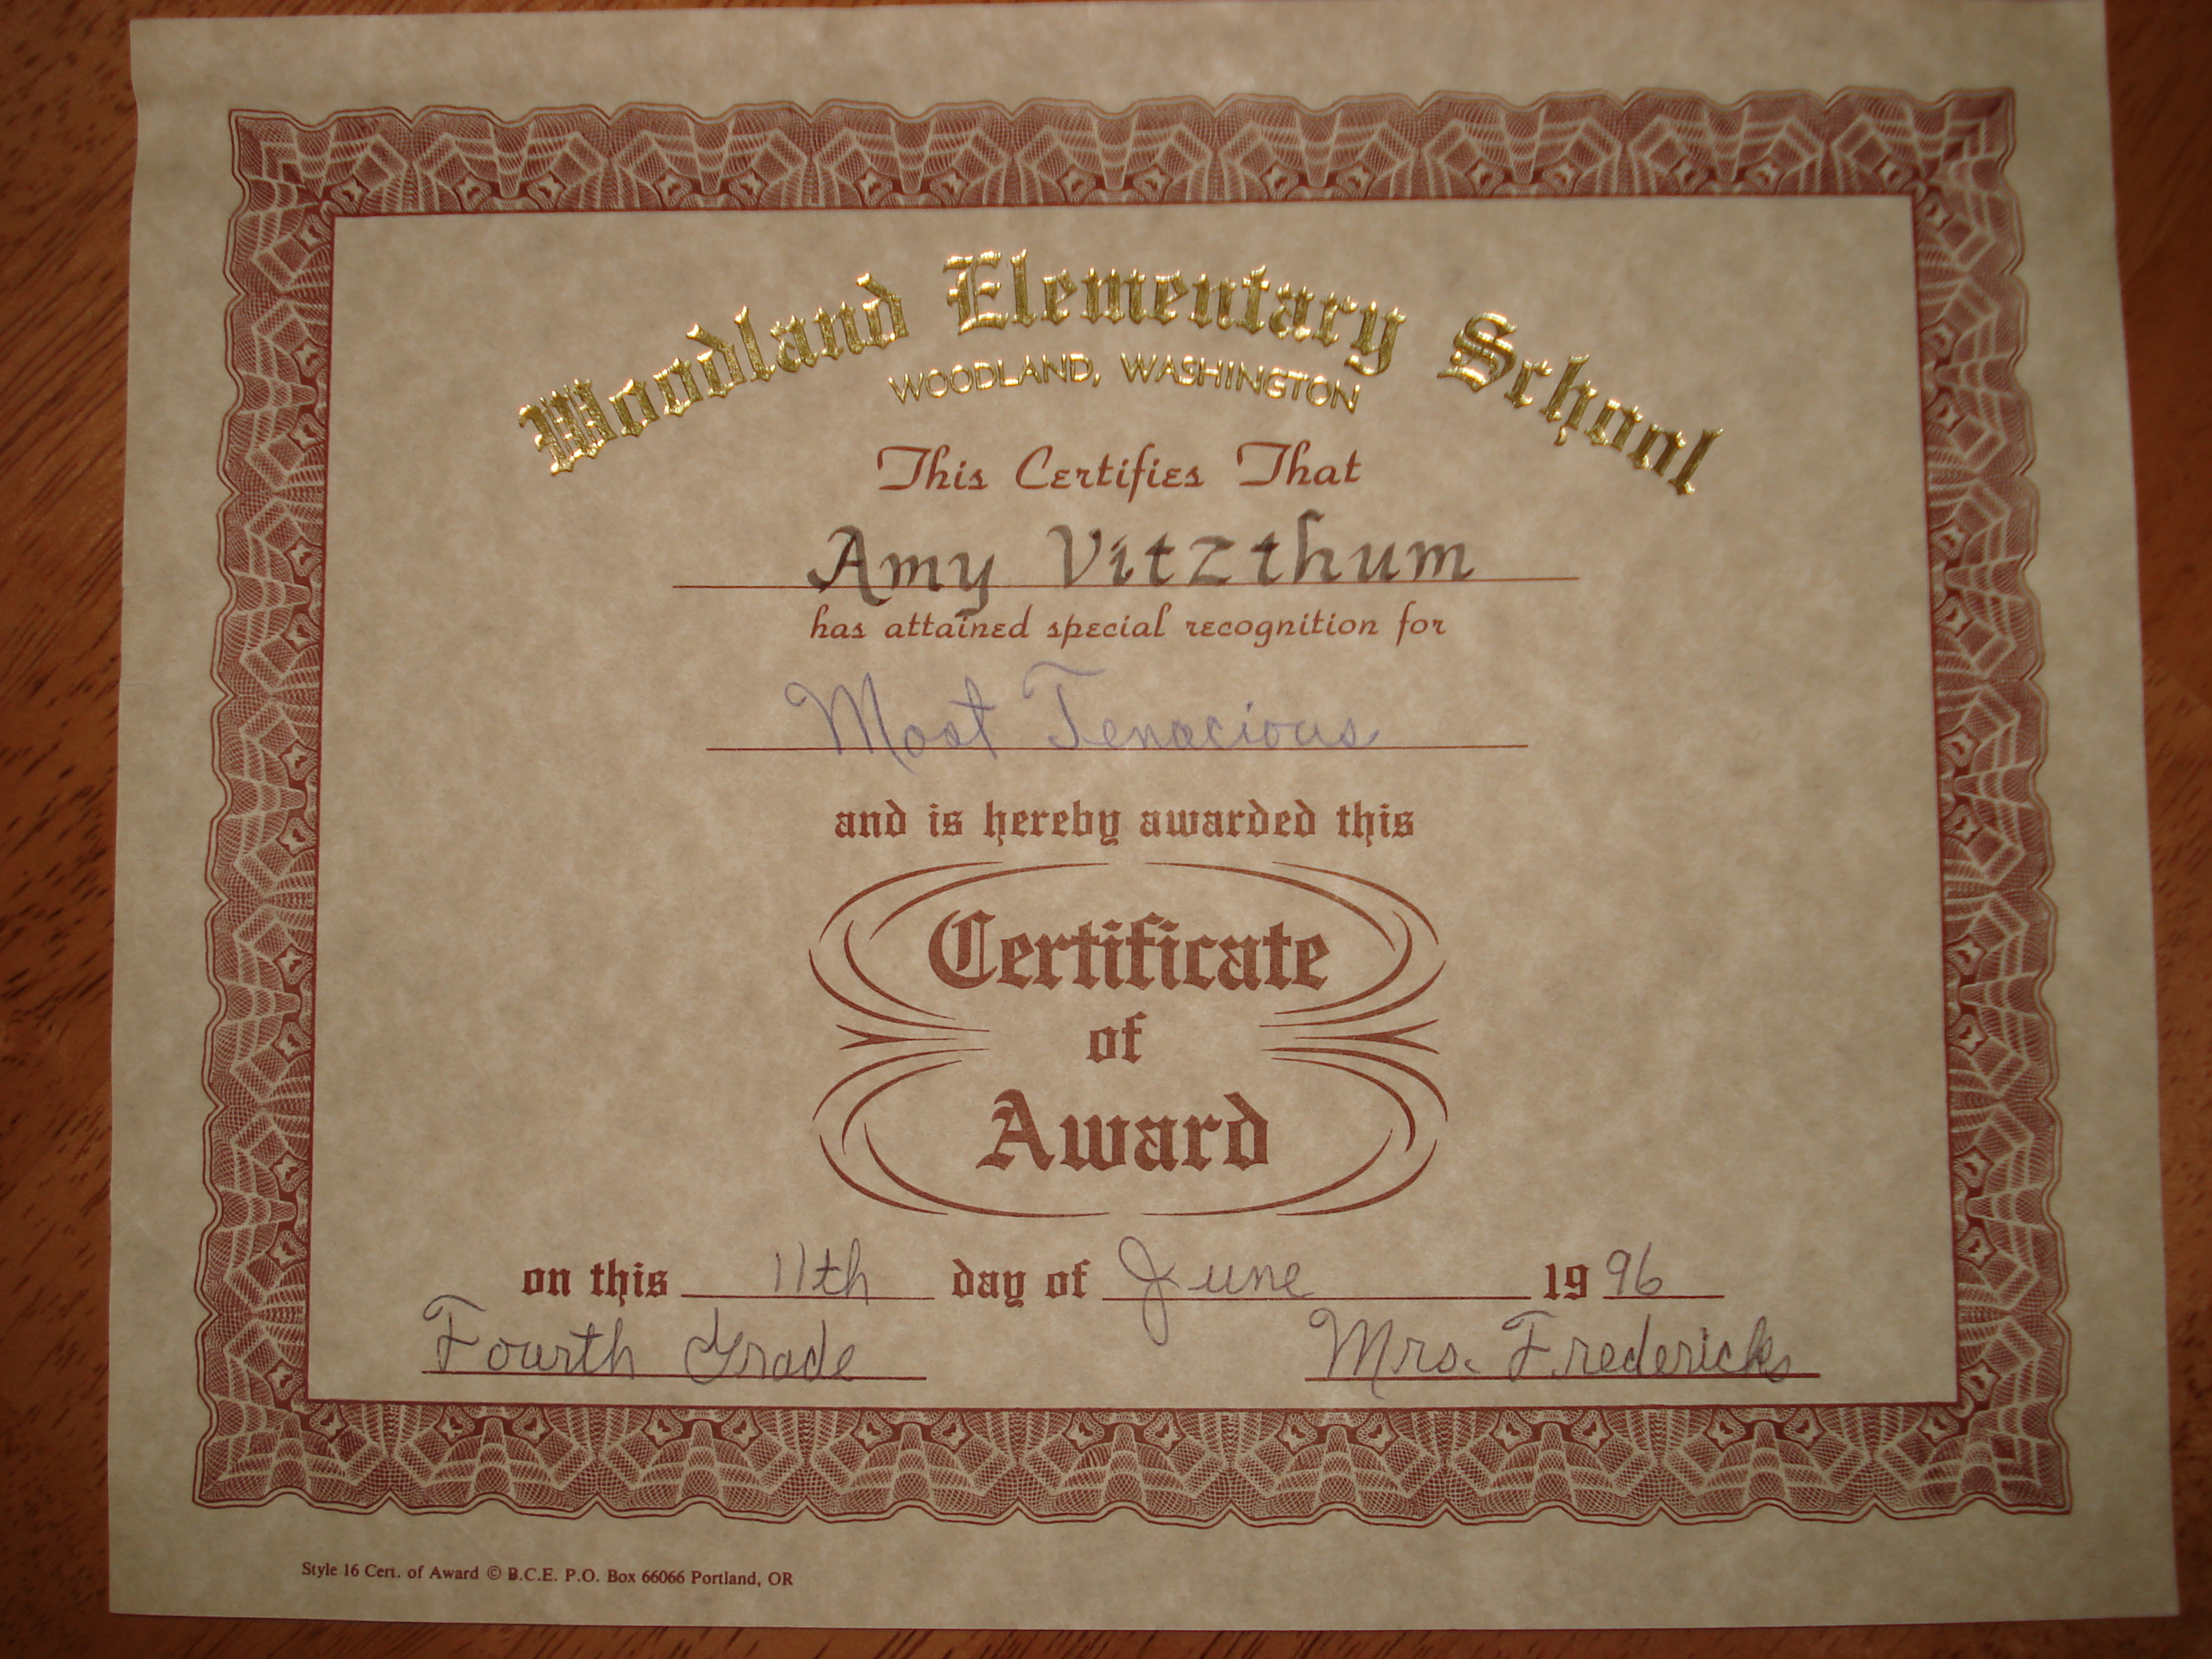 Woodland Elementary School
WOODLAND, WASHINGTON
This Certifies That
Amy Vitzthum
has attained special recognition for
Most Tenacious
and is hereby awarded this
Certificate
of
Award
on this 11th day of June 1996
Fourth Grade Mrs. Fredericks
Style 16 Cert. of Award © B.C.E. P.O. Box 66066 Portland, OR